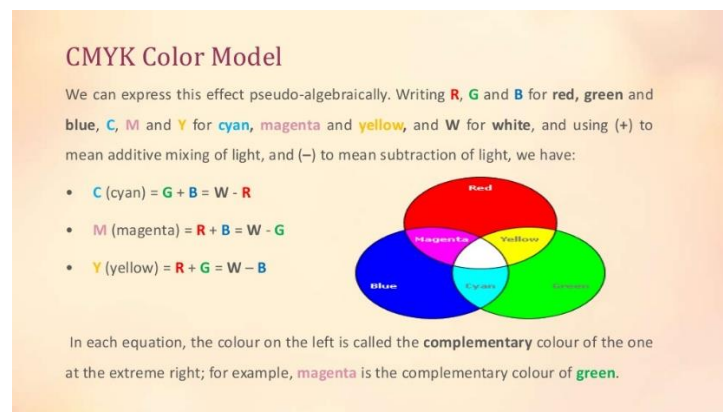 CMYK Color Model
We can express this effect pseudo-algebraically. Writing R, G and B for red, green and
blue, C, M and Y for cyan, magenta and yellow, and W for white, and using (+) to
mean additive mixing of light, and (–) to mean subtraction of light, we have:
• C (cyan) = G + B = W - R
• M (magenta) = R + B = W - G
• Y (yellow) = R + G = W – B
Red
Magenta
Yellow
Blue
Cyan
Green
In each equation, the colour on the left is called the complementary colour of the one
at the extreme right; for example, magenta is the complementary colour of green.